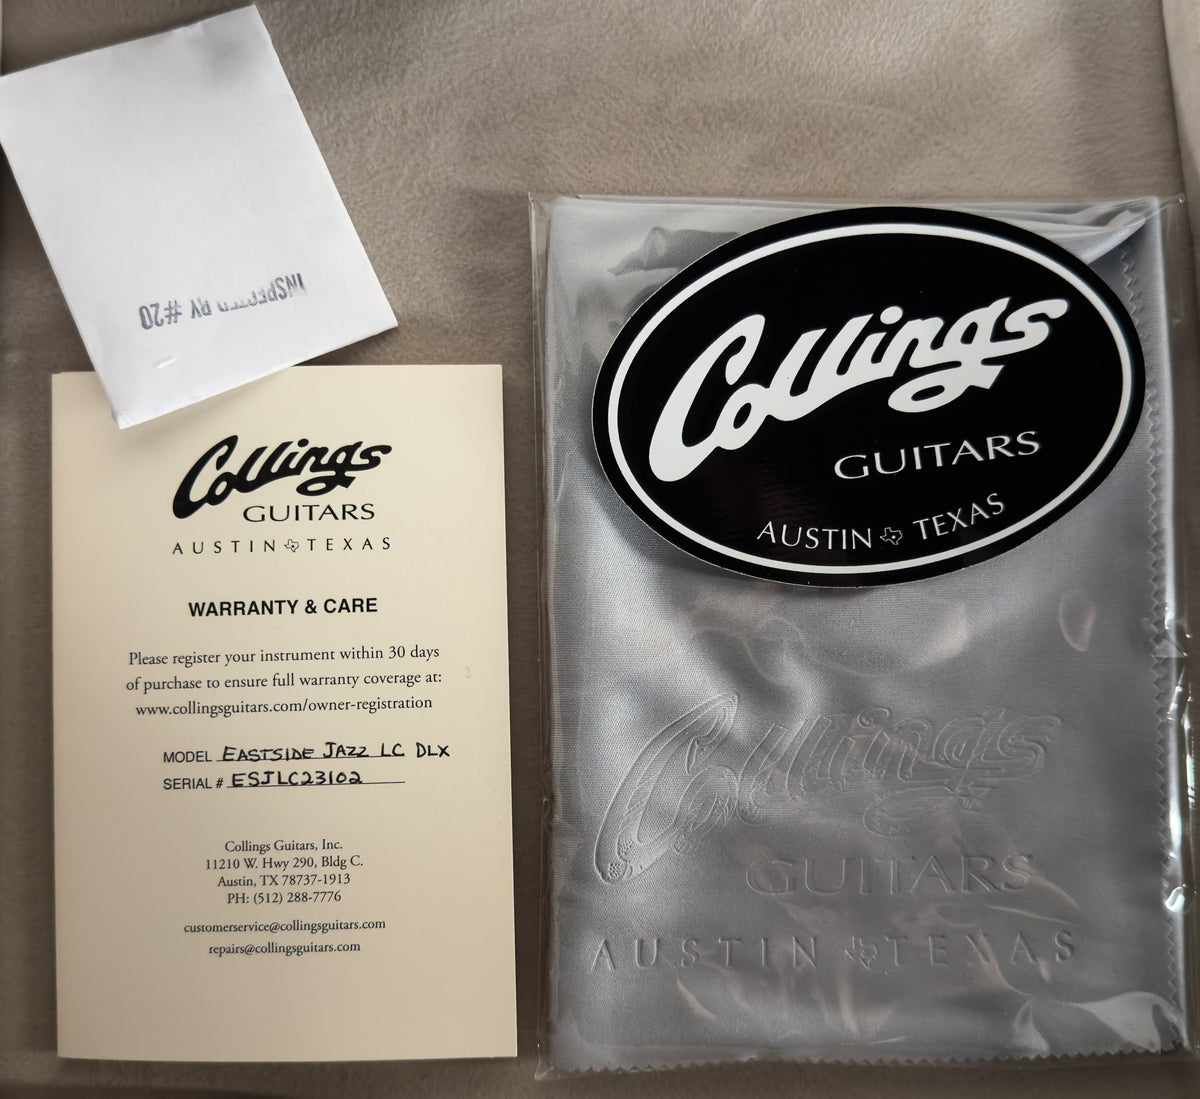 INSPECTED BY #20
Collings
GUITARS
AUSTIN TEXAS
WARRANTY & CARE
Please register your instrument within 30 days
of purchase to ensure full warranty coverage at:
www.collingsguitars.com/owner-registration
MODEL EASTSIDE JAZZ LC DLX
SERIAL # ESJLC23102
Collings Guitars, Inc.
11210 W. Hwy 290, Bldg C.
Austin, TX 78737-1913
PH: (512) 288-7776
customerservice@collingsguitars.com
repairs@collingsguitars.com
Collings
GUITARS
AUSTIN TEXAS
Collings
GUITARS
AUSTIN TEXAS